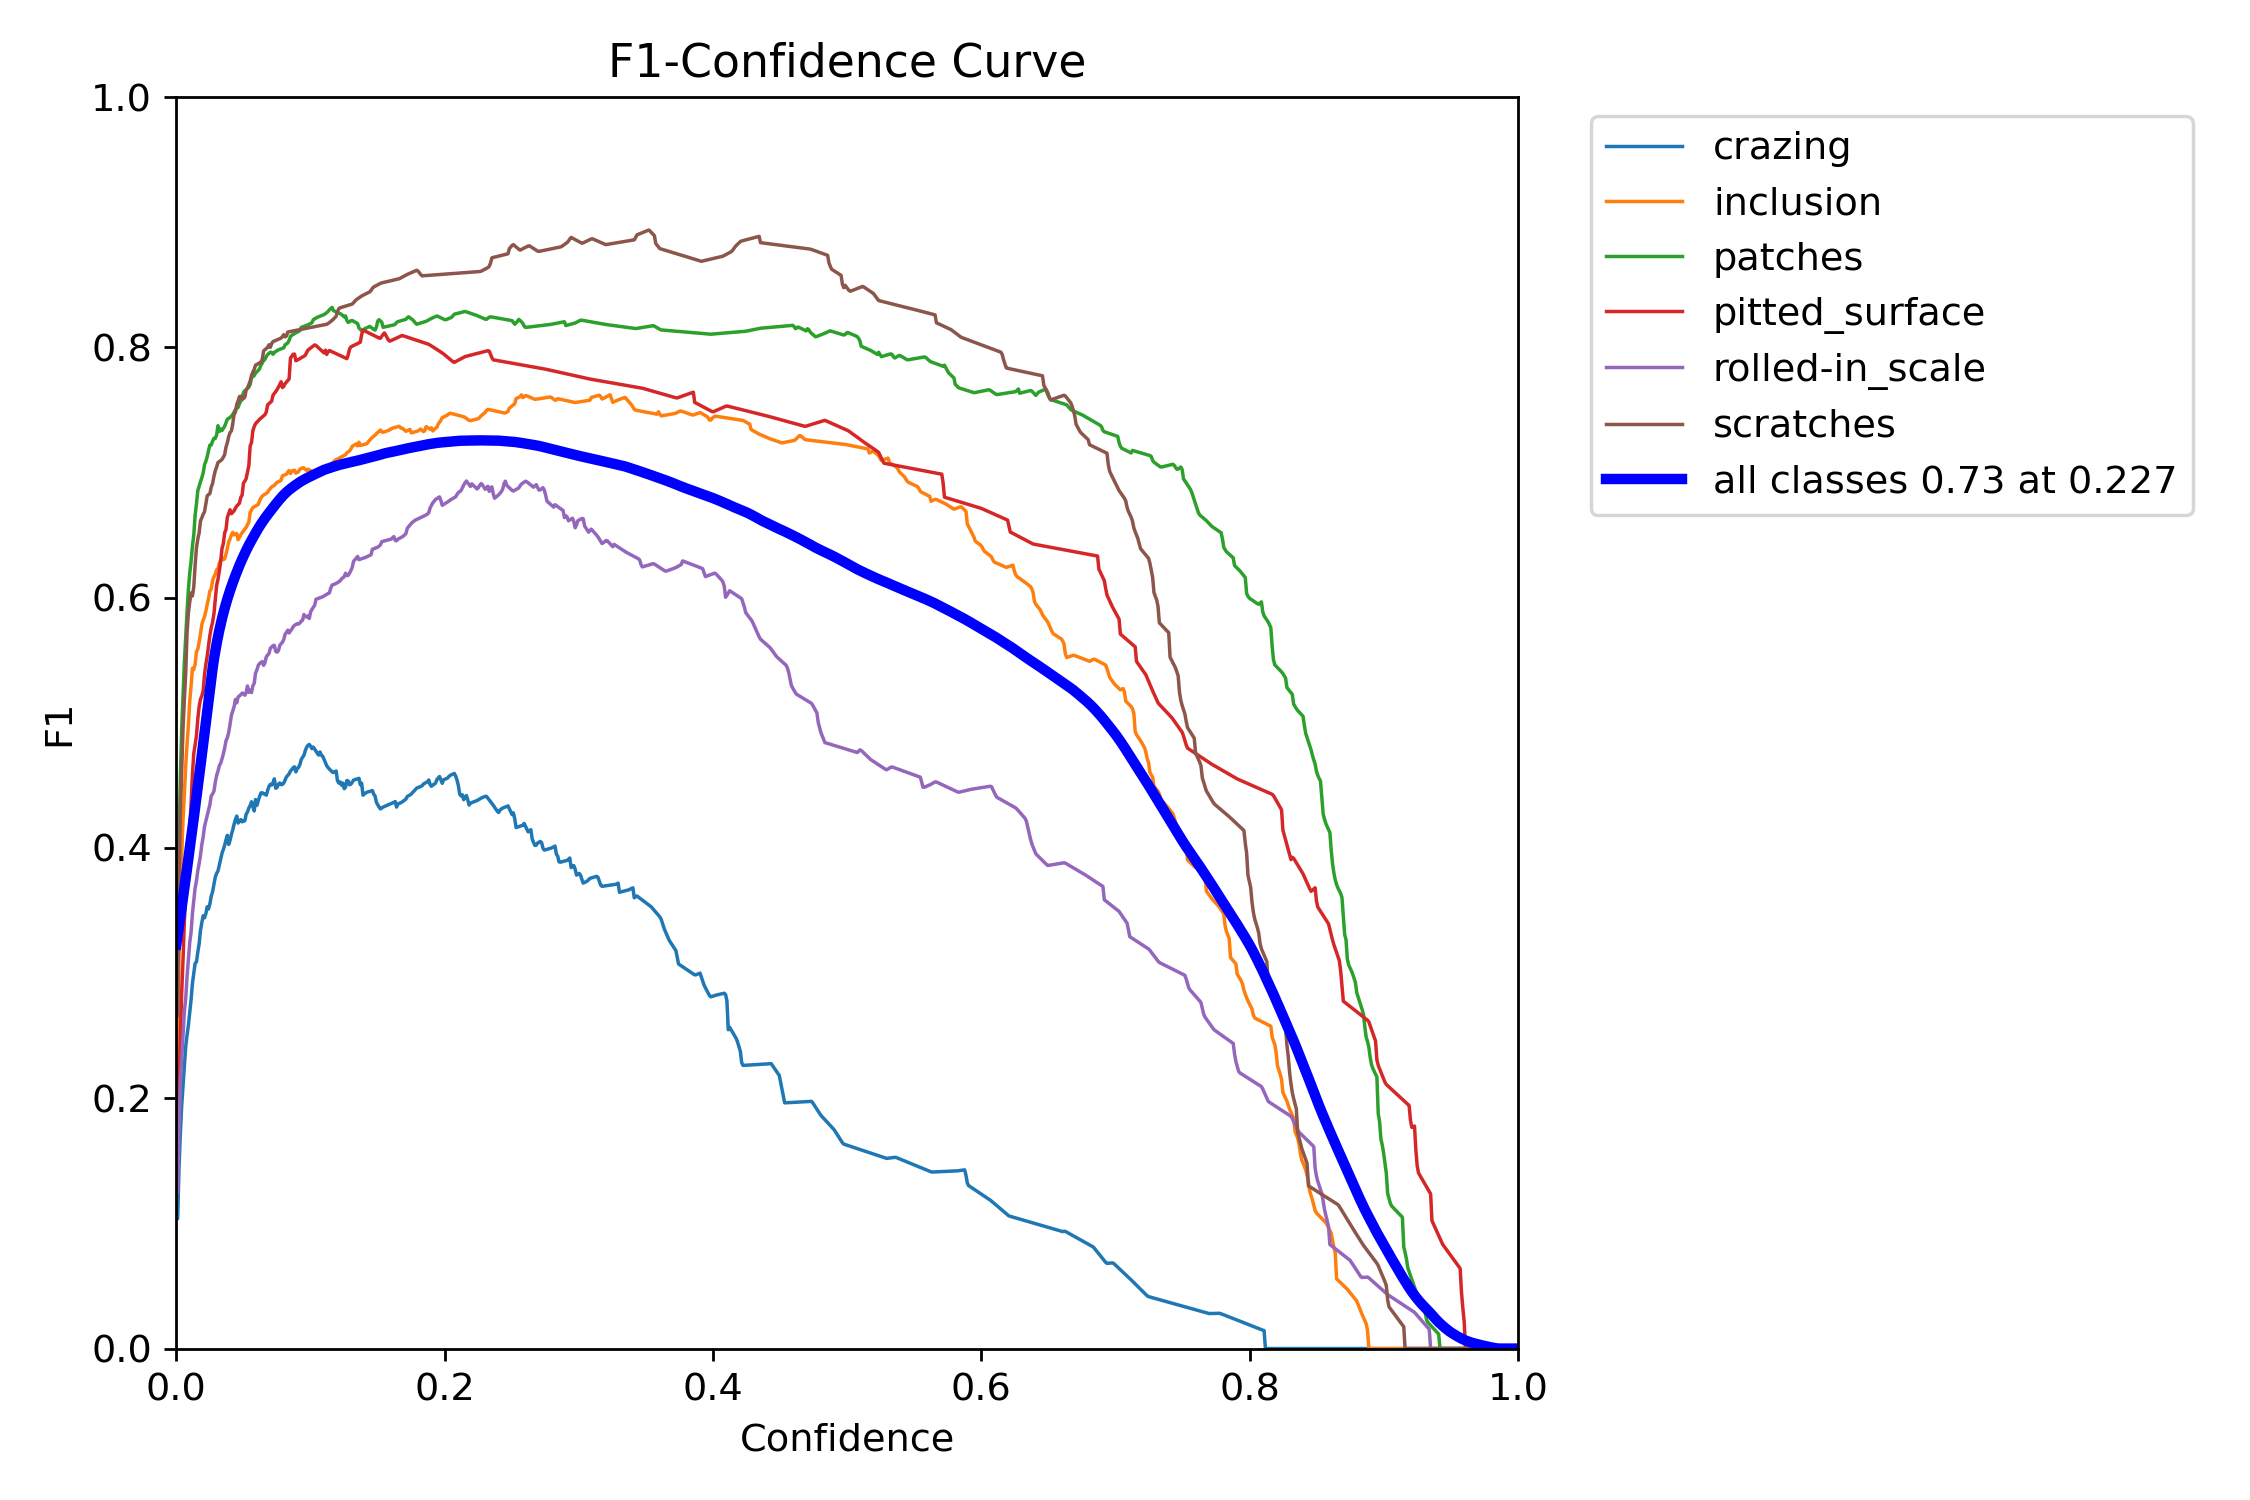 F1-Confidence Curve
1.0
0.8
0.6
0.4
0.2
0.0
F1
0.0 0.2 0.4 0.6 0.8 1.0
Confidence
crazing
inclusion
patches
pitted_surface
rolled-in_scale
scratches
all classes 0.73 at 0.227